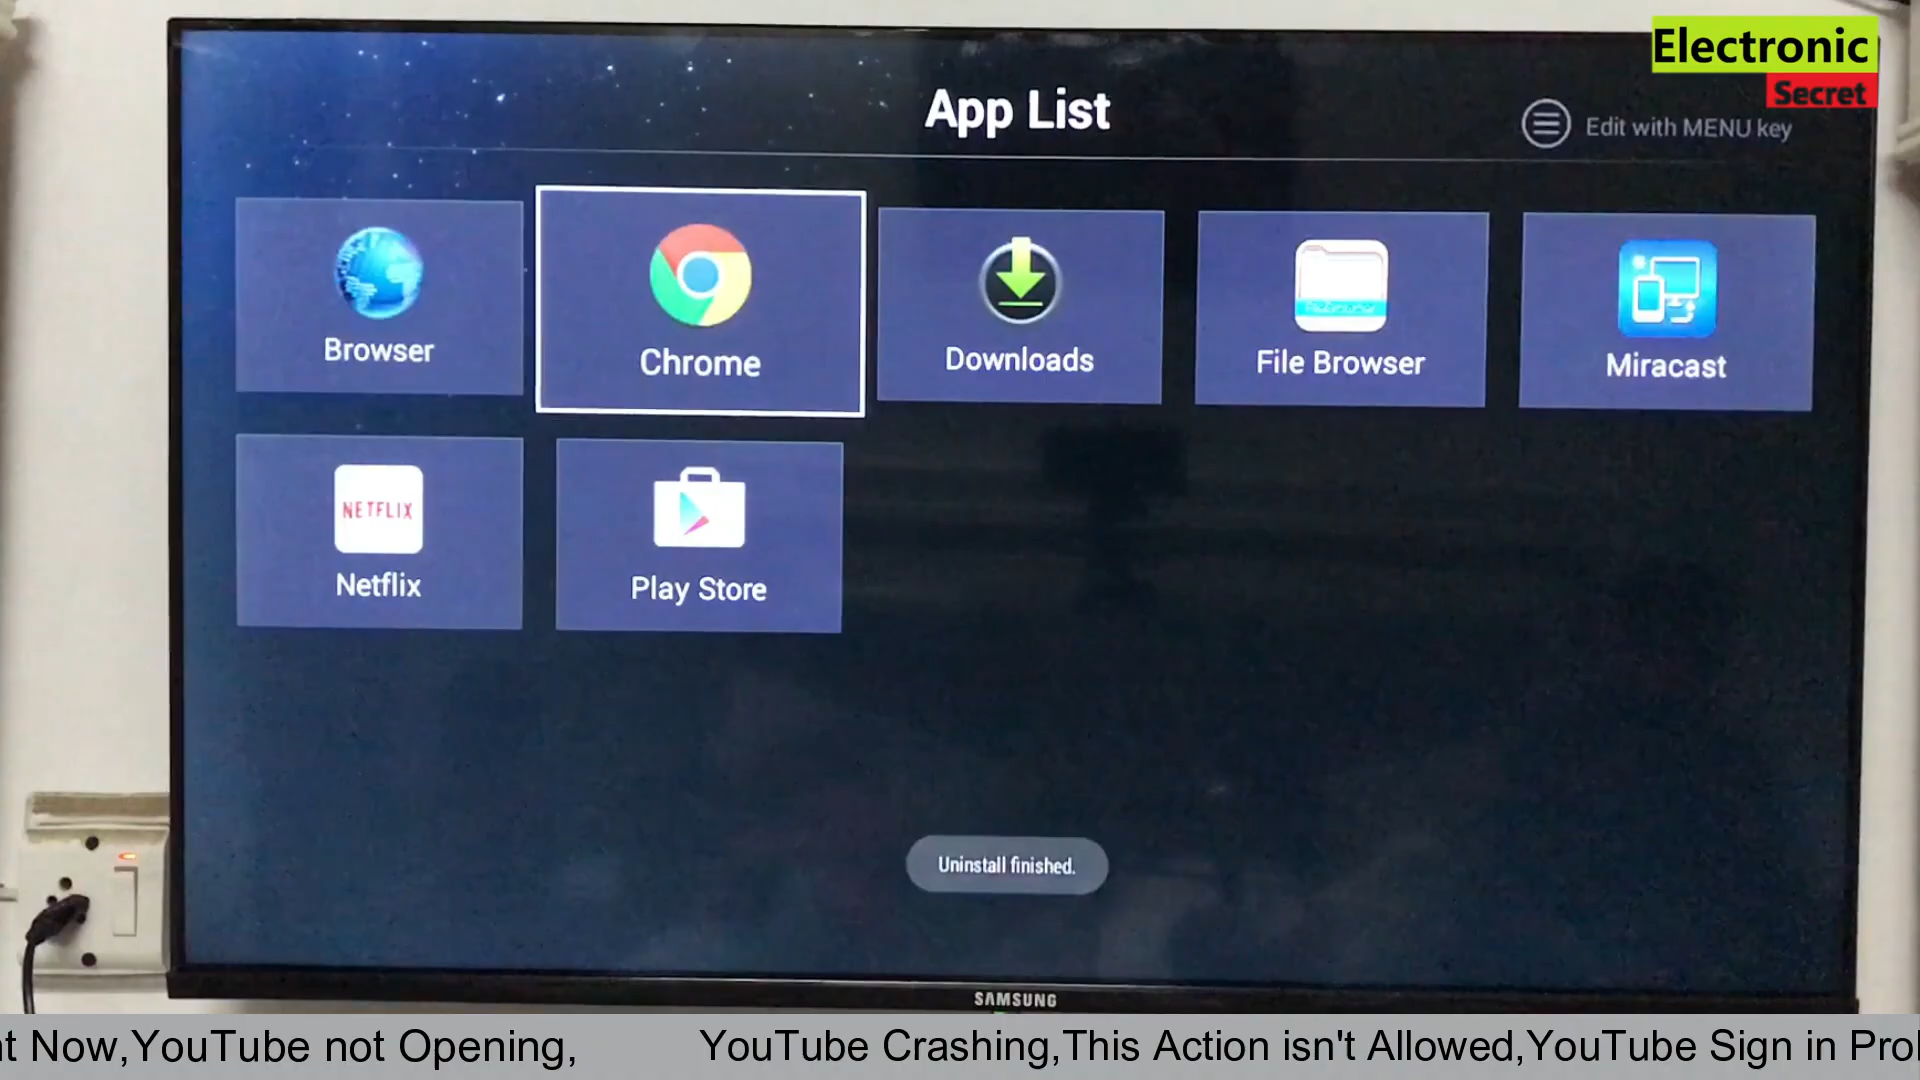 Electronic
Secret
App List
Edit with MENU key
Browser
Chrome
Downloads
File Browser
Miracast
NETFLIX
Netflix
Play Store
Uninstall finished.
SAMSUNG
t Now,YouTube not Opening, YouTube Crashing,This Action isn't Allowed,YouTube Sign in Pro